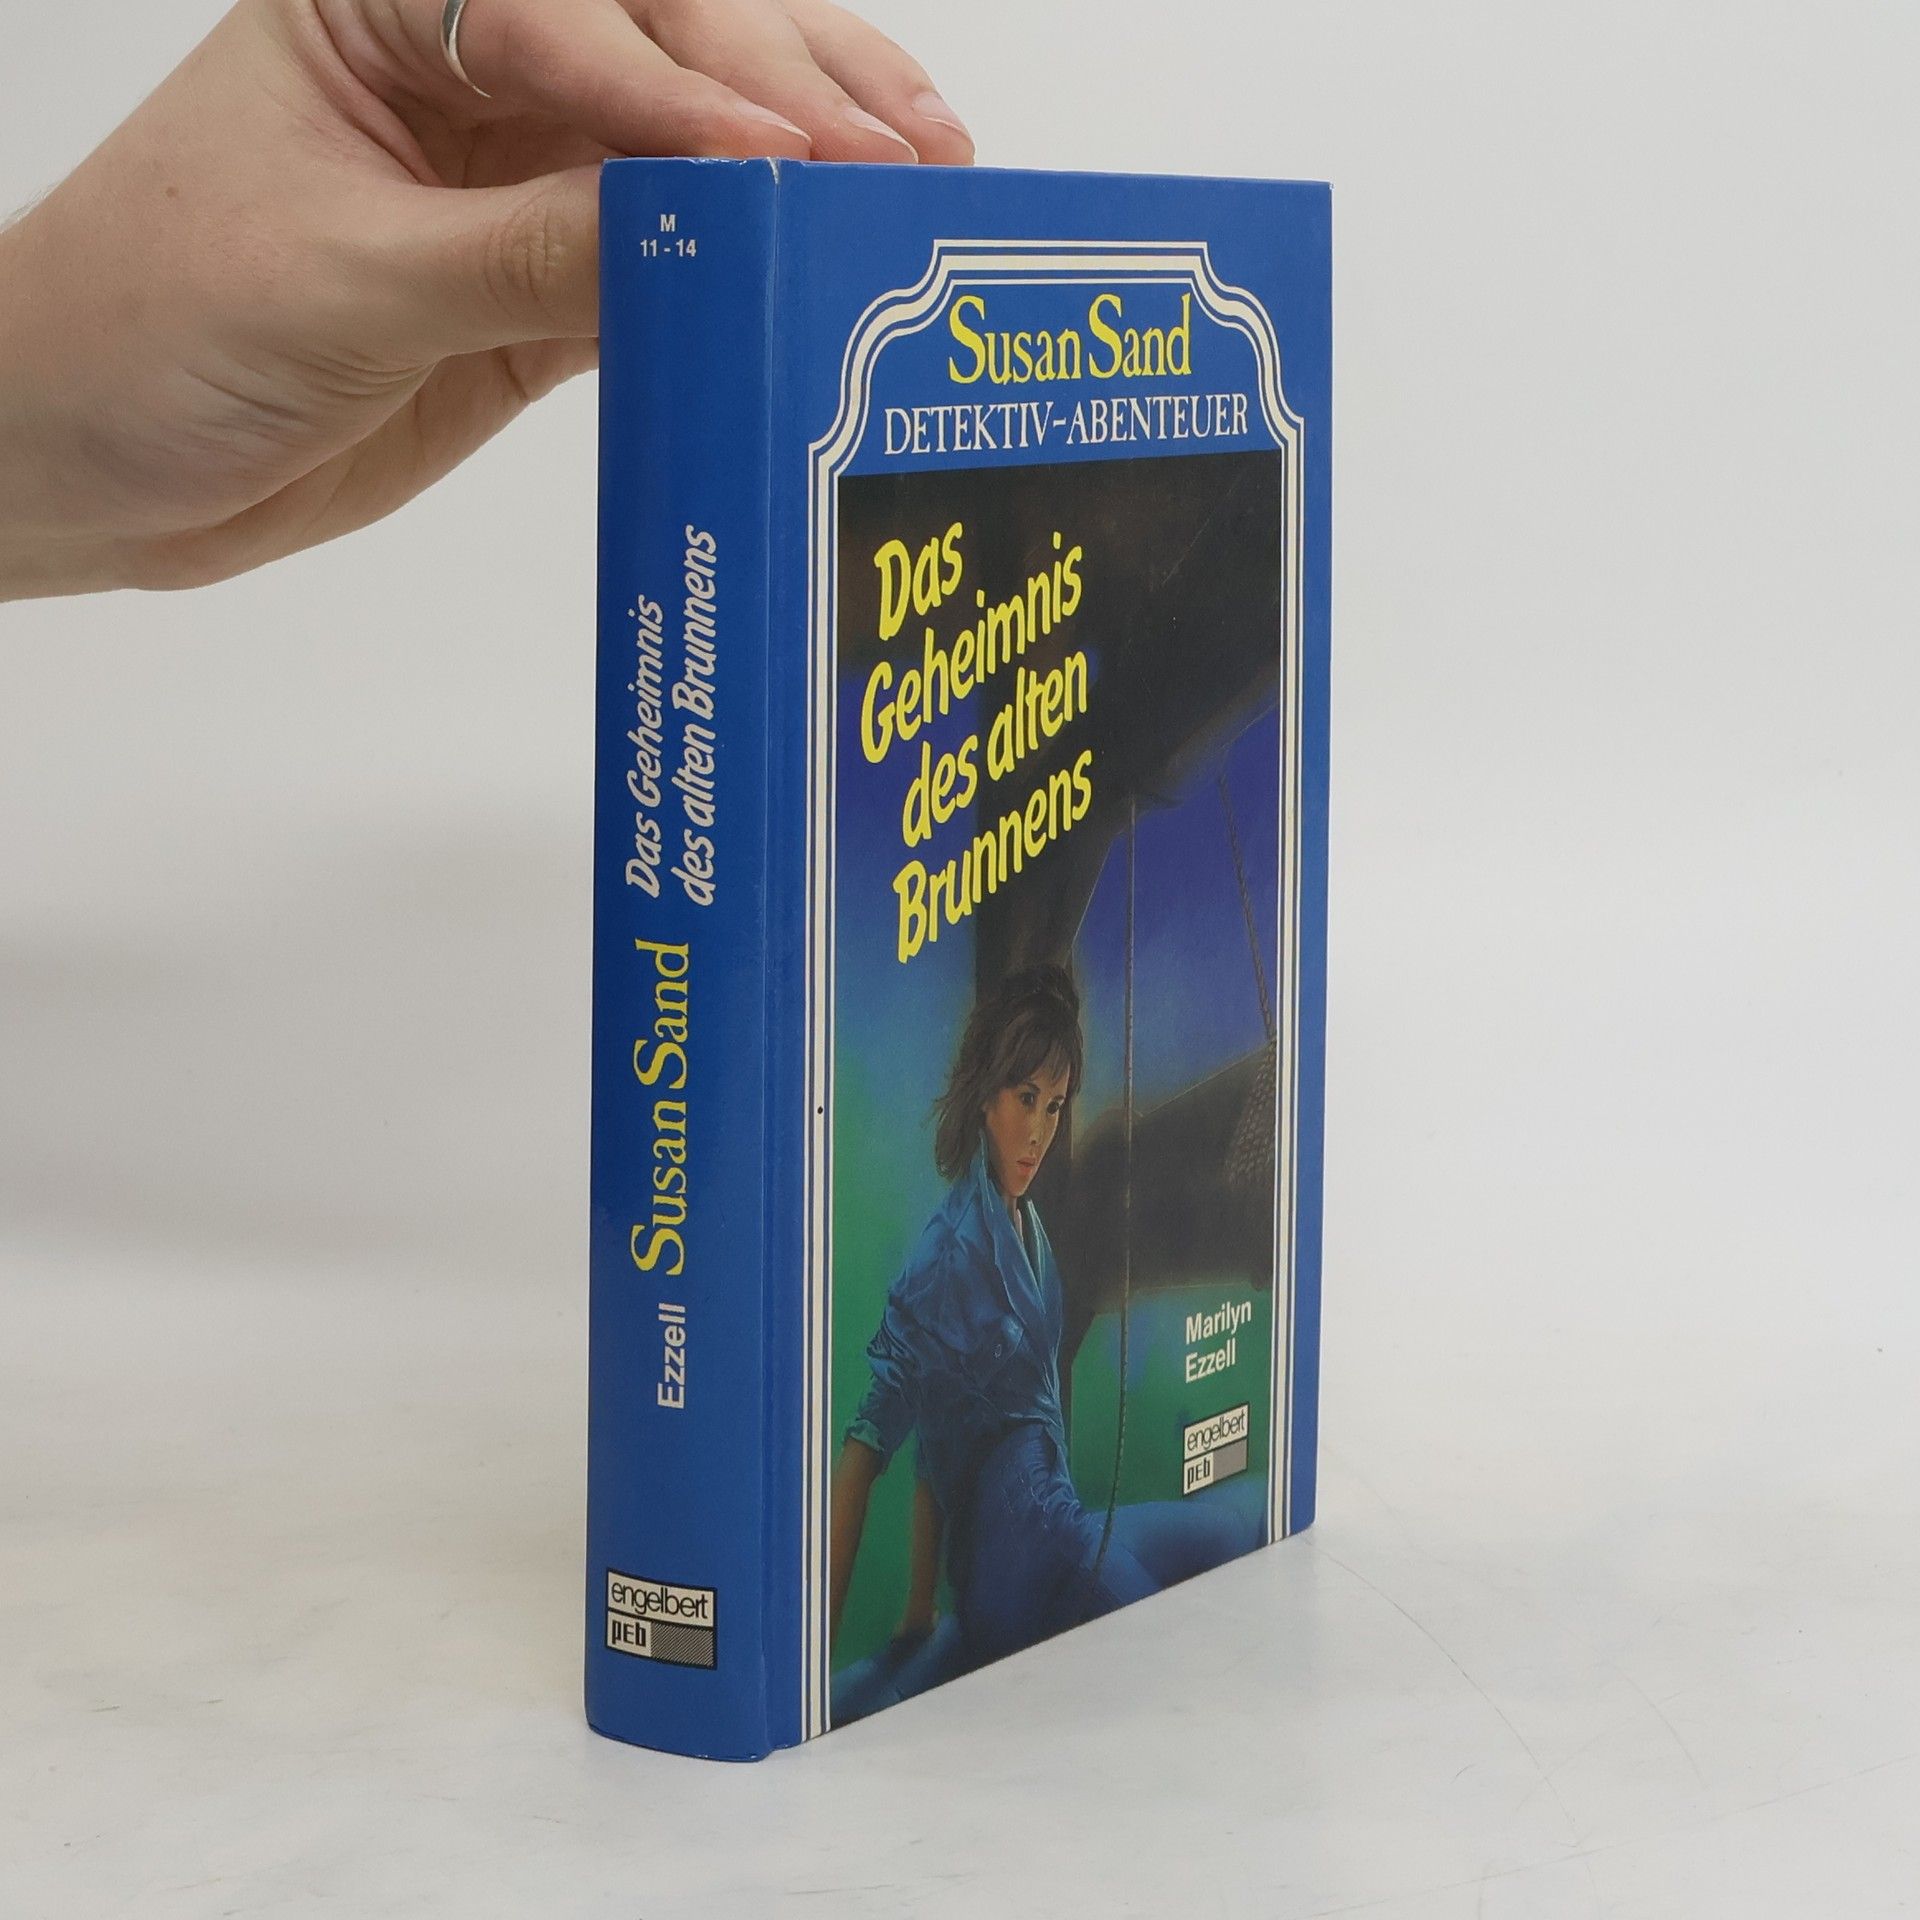 M
11 - 14
Ezzell Susan Sand Das Geheimnis
des alten Brunnens
engelbert
pEb
Susan Sand
DETEKTIV-ABENTEUER
Das
Geheimnis
des alten
Brunnens
Marilyn
Ezzell
engelbert
pEb